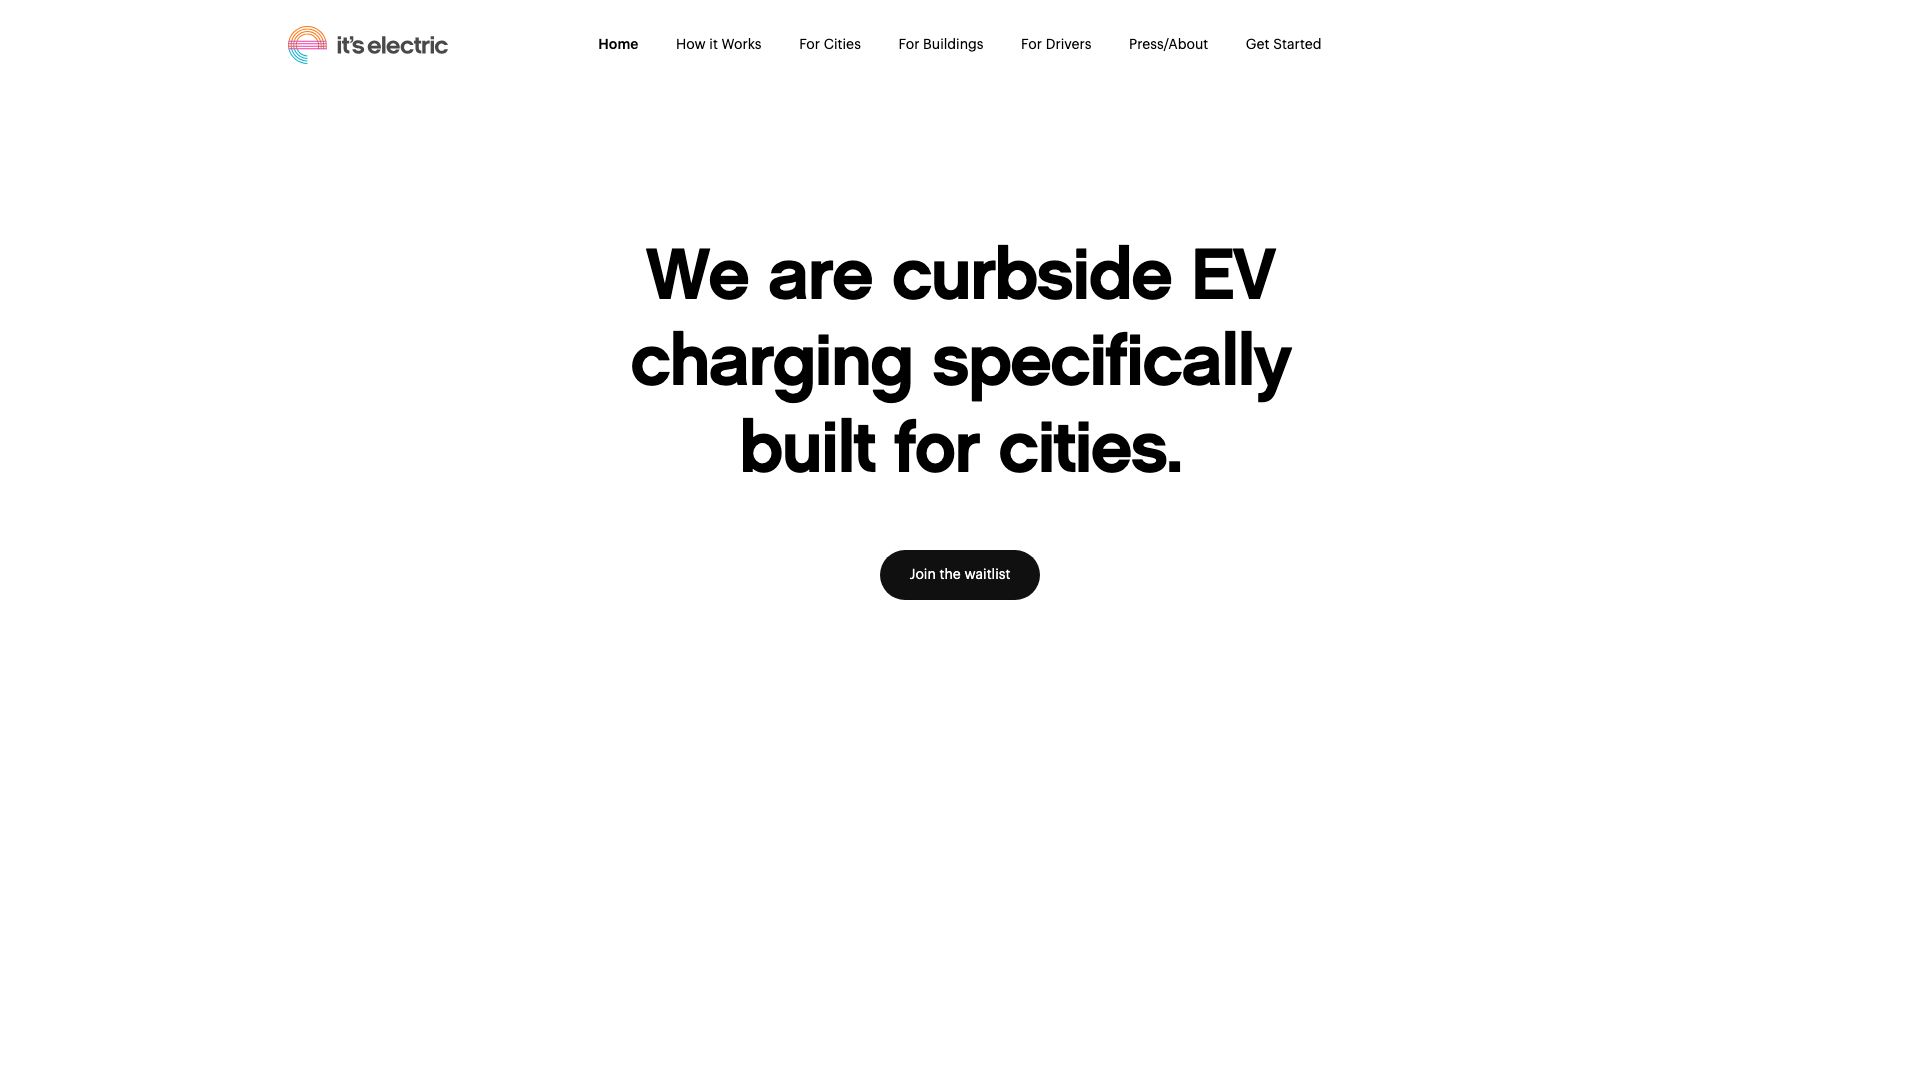 it's electric
Home How it Works For Cities For Buildings For Drivers Press/About Get Started
We are curbside EV
charging specifically
built for cities.
Join the waitlist